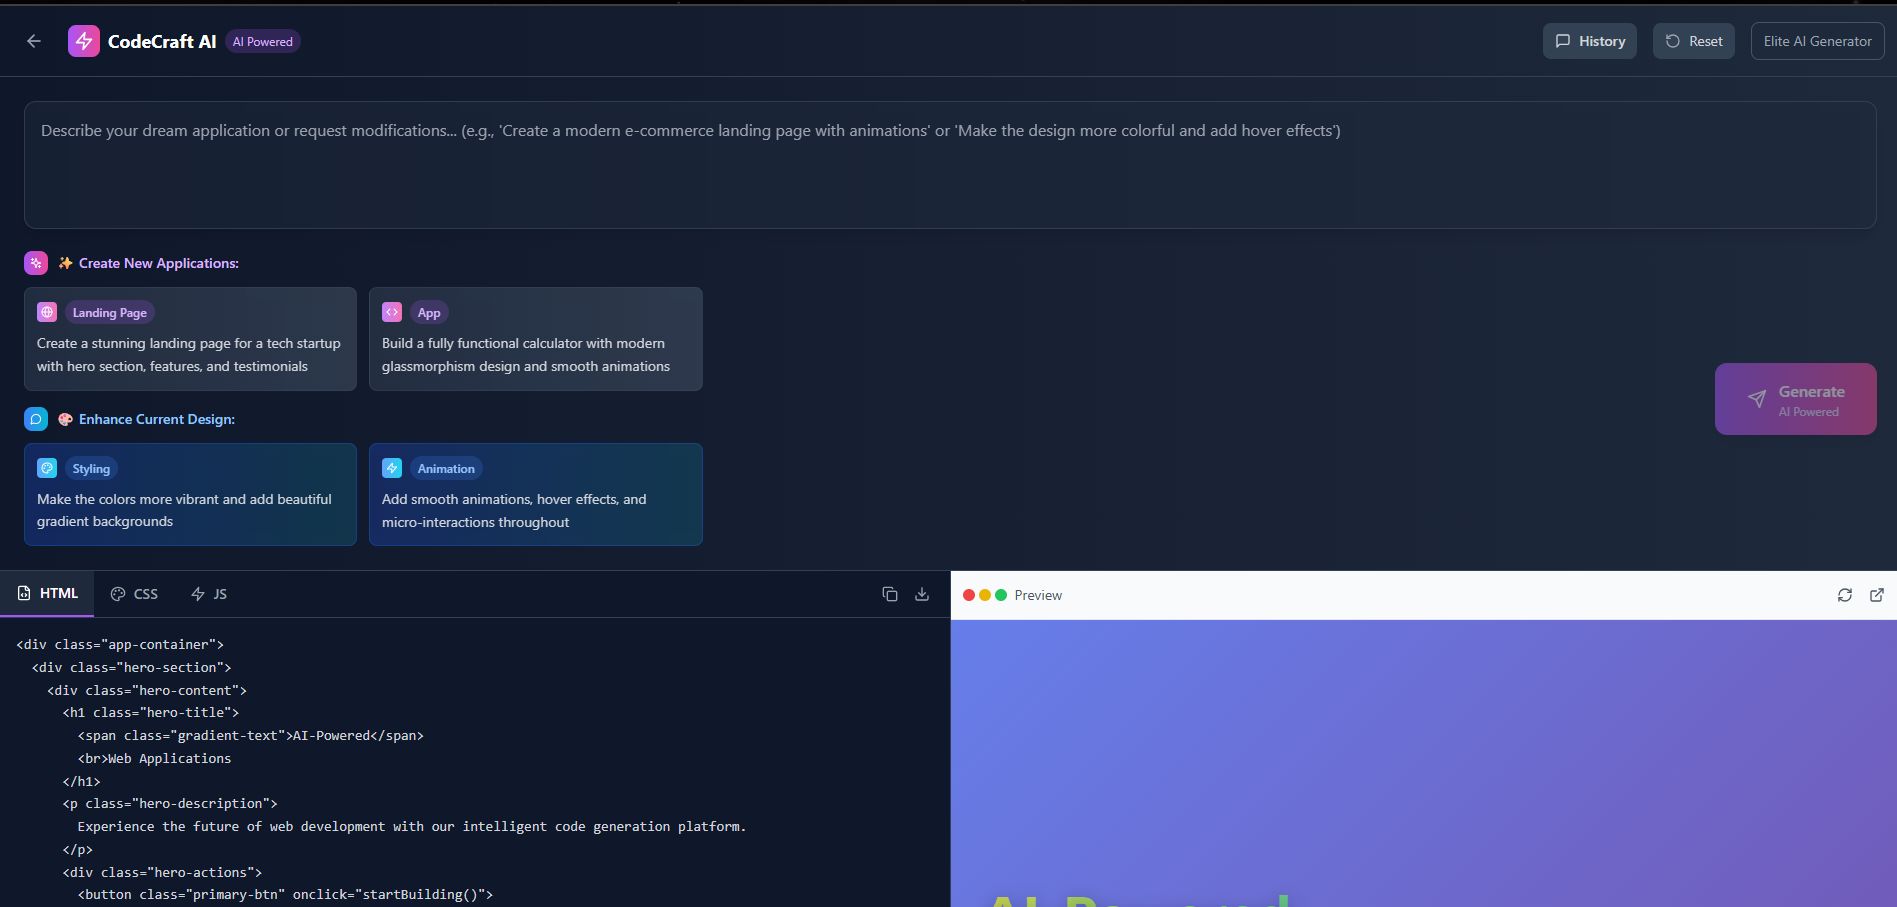 CodeCraft AI
AI Powered
History
Reset
Elite AI Generator
Describe your dream application or request modifications... (e.g., 'Create a modern e-commerce landing page with animations' or 'Make the design more colorful and add hover effects')
✨ Create New Applications:
Landing Page
Create a stunning landing page for a tech startup
with hero section, features, and testimonials
App
Build a fully functional calculator with modern
glassmorphism design and smooth animations
Generate
AI Powered
🎨 Enhance Current Design:
Styling
Make the colors more vibrant and add beautiful
gradient backgrounds
Animation
Add smooth animations, hover effects, and
micro-interactions throughout
HTML
CSS
JS
<div class="app-container">
  <div class="hero-section">
    <div class="hero-content">
      <h1 class="hero-title">
        <span class="gradient-text">AI-Powered</span>
        <br>Web Applications
      </h1>
      <p class="hero-description">
        Experience the future of web development with our intelligent code generation platform.
      </p>
      <div class="hero-actions">
        <button class="primary-btn" onclick="startBuilding()">
Preview
AI-Powered